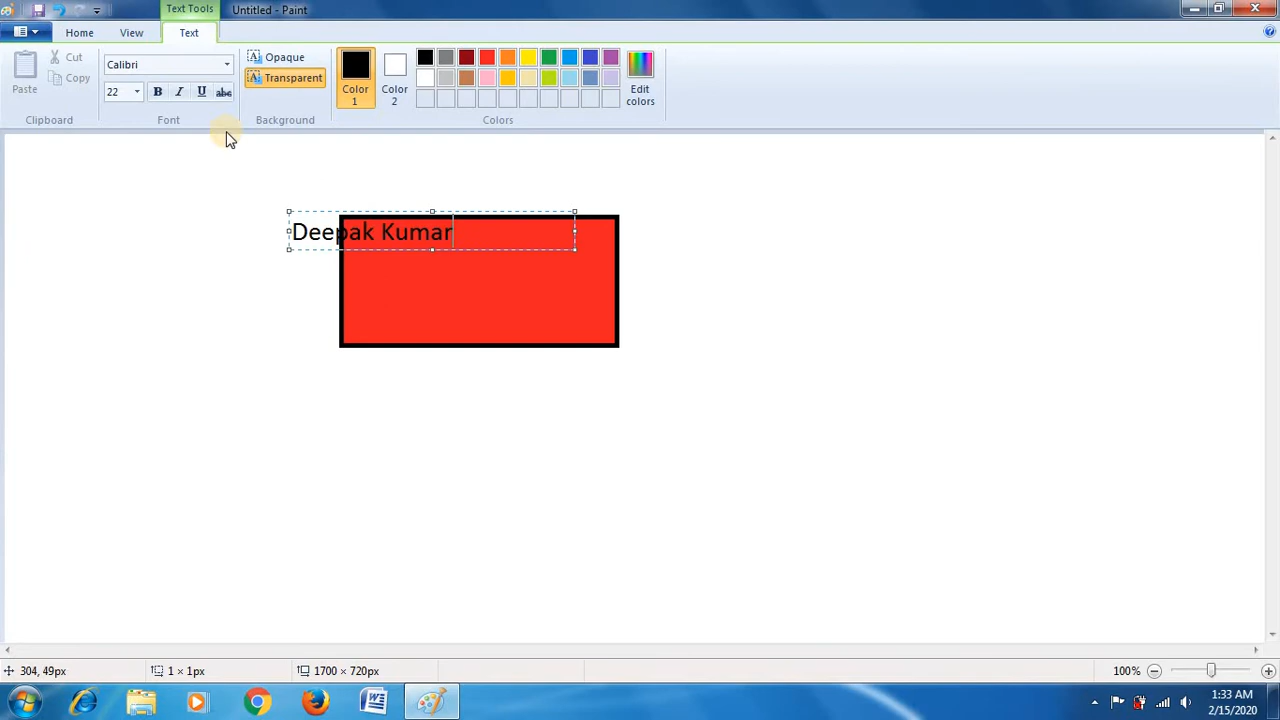 Text Tools
Untitled - Paint
Home
View
Text
Paste
Cut
Copy
Clipboard
Calibri
22
B
I
U
abc
Font
A Opaque
A Transparent
Background
Color 1
Color 2
Edit colors
Colors
Deepak Kumar
304, 49px
1 × 1px
1700 × 720px
100%
W
1:33 AM
2/15/2020